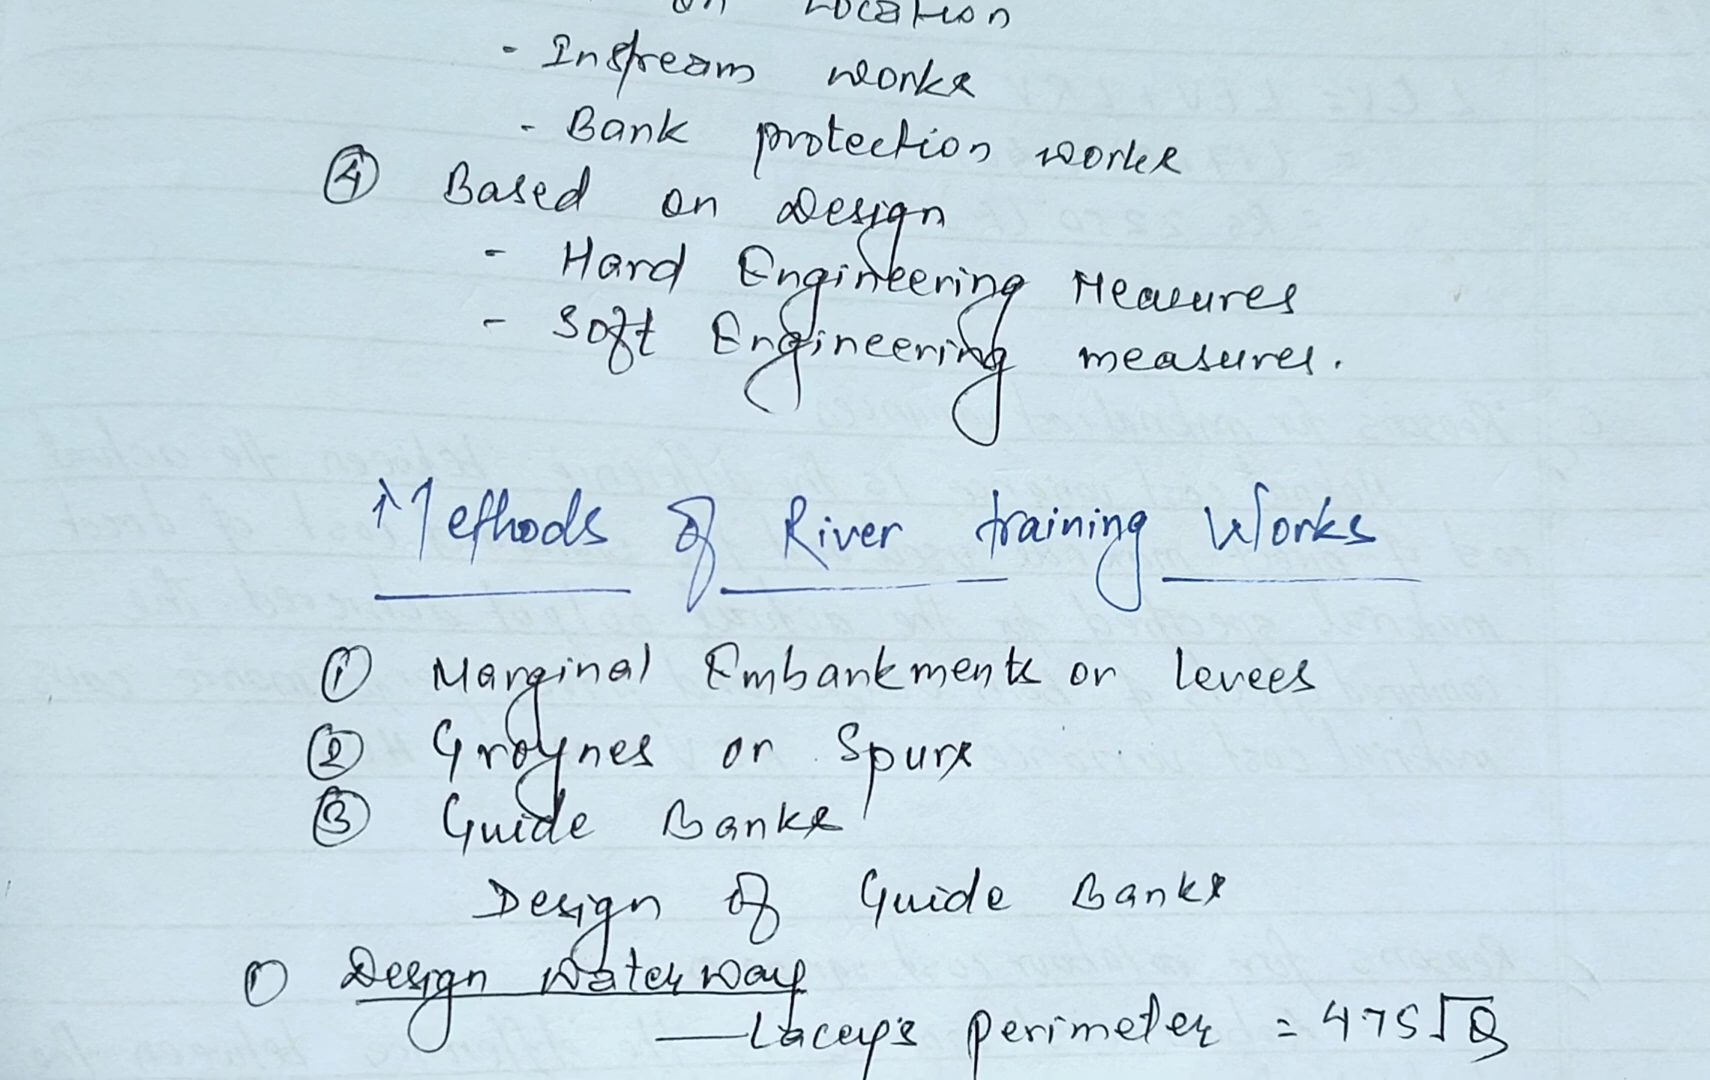 on Location
- Instream works
- Bank protection works
④ Based on Design
- Hard Engineering Measures
- Soft Engineering measures.
Methods of River training Works
① Marginal Embankments or levees
② Groynes or Spurs
③ Guide Banks
Design of Guide Banks
① Design waterway
— Lacey's perimeter = 4.75√Q